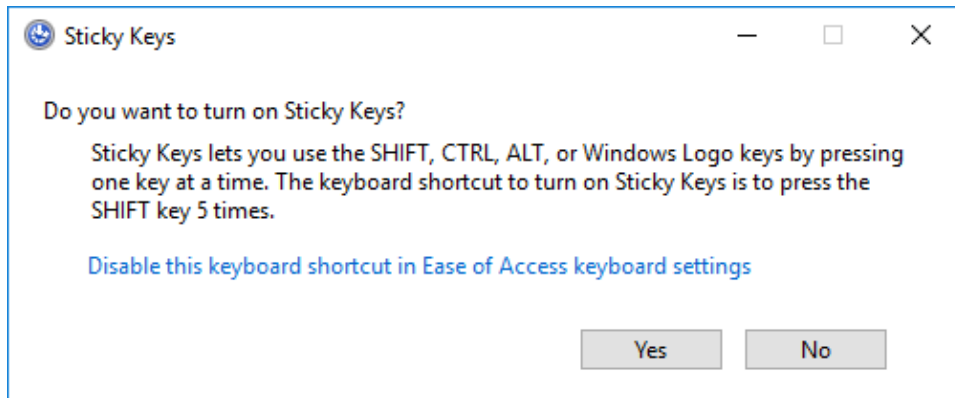 Sticky Keys
Do you want to turn on Sticky Keys?
Sticky Keys lets you use the SHIFT, CTRL, ALT, or Windows Logo keys by pressing
one key at a time. The keyboard shortcut to turn on Sticky Keys is to press the
SHIFT key 5 times.
Disable this keyboard shortcut in Ease of Access keyboard settings
Yes No